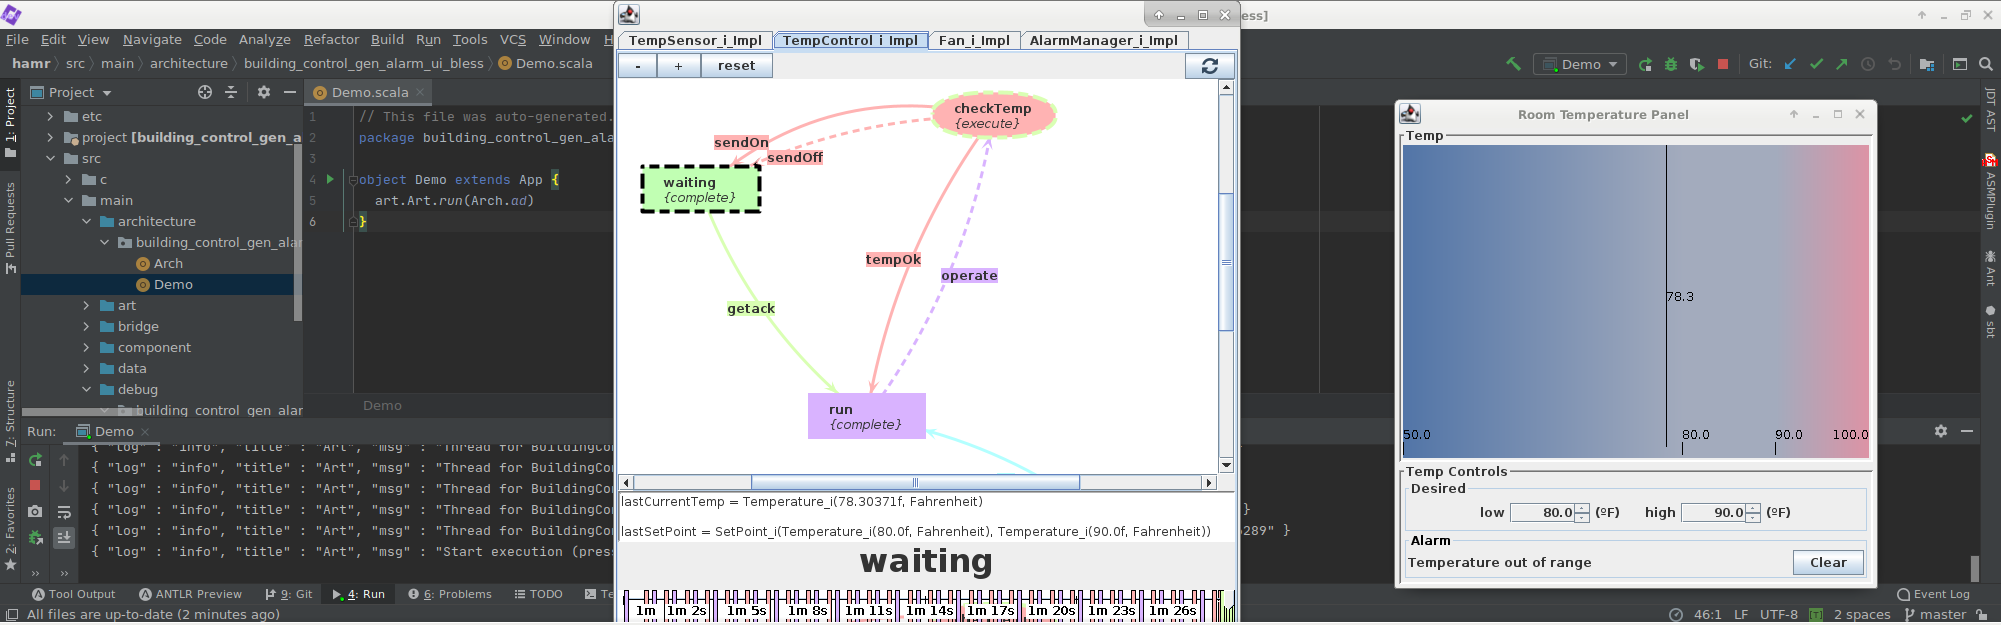 ess]
File Edit View Navigate Code Analyze Refactor Build Run Tools VCS Window H
hamr src main architecture building_control_gen_alarm_ui_bless Demo.scala
Demo
Git:
1: Project
Pull Requests
7: Structure
2: Favorites
Project
etc
project [building_control_gen_a
src
c
main
architecture
building_control_gen_alar
Arch
Demo
art
bridge
component
data
debug
building_control_gen_alar
Demo.scala
1 // This file was auto-generated.
2 package building_control_gen_ala
3
4 object Demo extends App {
5 art.Art.run(Arch.ad)
6 }
Demo
Run: Demo
{ "log" : "info", "title" : "Art", "msg" : "Thread for BuildingCon
{ "log" : "info", "title" : "Art", "msg" : "Thread for BuildingCon
{ "log" : "info", "title" : "Art", "msg" : "Thread for BuildingCon
{ "log" : "info", "title" : "Art", "msg" : "Thread for BuildingCon }
{ "log" : "info", "title" : "Art", "msg" : "Thread for BuildingCon 289" }
{ "log" : "info", "title" : "Art", "msg" : "Start execution (press
Tool Output ANTLR Preview 9: Git 4: Run 6: Problems TODO Te
All files are up-to-date (2 minutes ago)
TempSensor_i_Impl TempControl_i_Impl Fan_i_Impl AlarmManager_i_Impl
- + reset
checkTemp
{execute}
sendOn
sendOff
waiting
{complete}
tempOk
operate
getack
run
{complete}
lastCurrentTemp = Temperature_i(78.30371f, Fahrenheit)
lastSetPoint = SetPoint_i(Temperature_i(80.0f, Fahrenheit), Temperature_i(90.0f, Fahrenheit))
waiting
1m 1m 2s 1m 5s 1m 8s 1m 11s 1m 14s 1m 17s 1m 20s 1m 23s 1m 26s
Room Temperature Panel
Temp
78.3
50.0 80.0 90.0 100.0
Temp Controls
Desired
low 80.0 (ºF) high 90.0 (ºF)
Alarm
Temperature out of range Clear
JDT AST
ASMPlugin
Ant
sbt
Event Log
46:1 LF UTF-8 2 spaces master